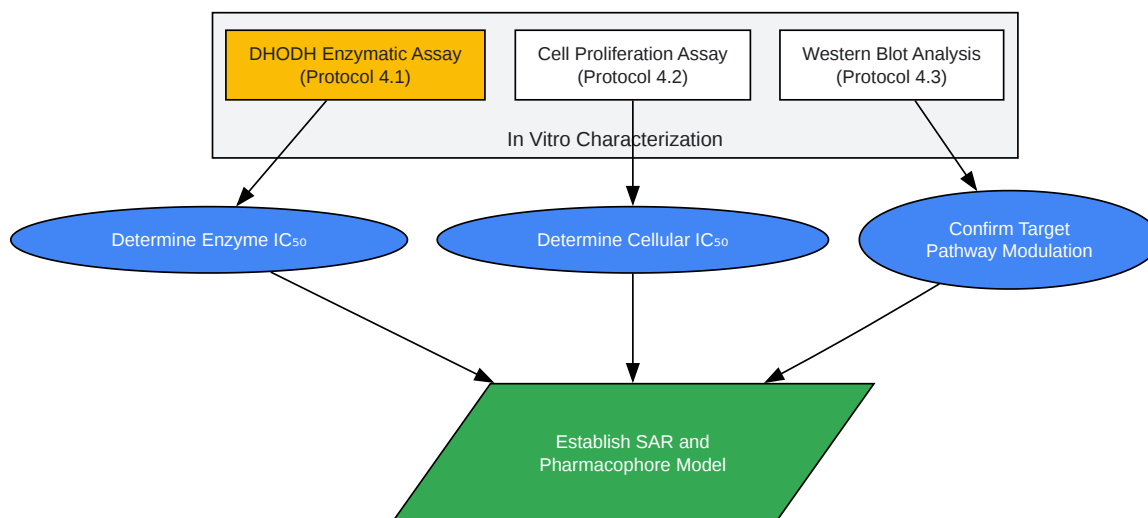 DHODH Enzymatic Assay
(Protocol 4.1)
Cell Proliferation Assay
(Protocol 4.2)
Western Blot Analysis
(Protocol 4.3)
In Vitro Characterization
Determine Enzyme IC₅₀
Determine Cellular IC₅₀
Confirm Target
Pathway Modulation
Establish SAR and
Pharmacophore Model